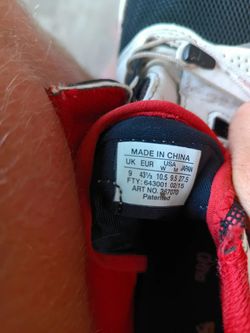 MADE IN CHINA
UK EUR USA JAPAN
W M
9 43⅓ 10.5 9.5 27.5
FTY: 643001 02/15
ART NO. 367070
Patented